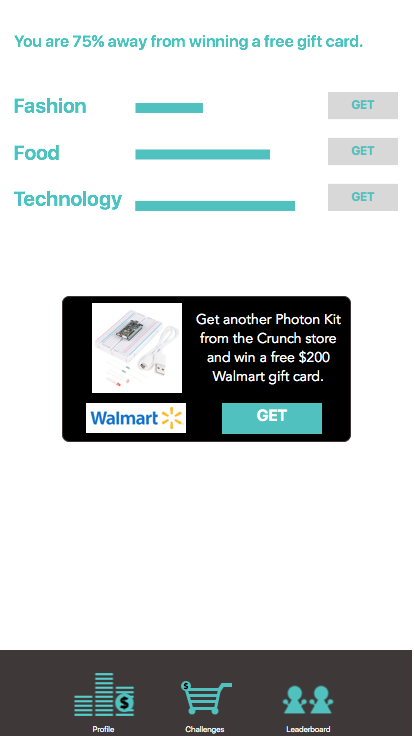 You are 75% away from winning a free gift card.
Fashion
GET
Food
GET
Technology
GET
Get another Photon Kit
from the Crunch store
and win a free $200
Walmart gift card.
Walmart
GET
$
$
Profile
Challenges
Leaderboard